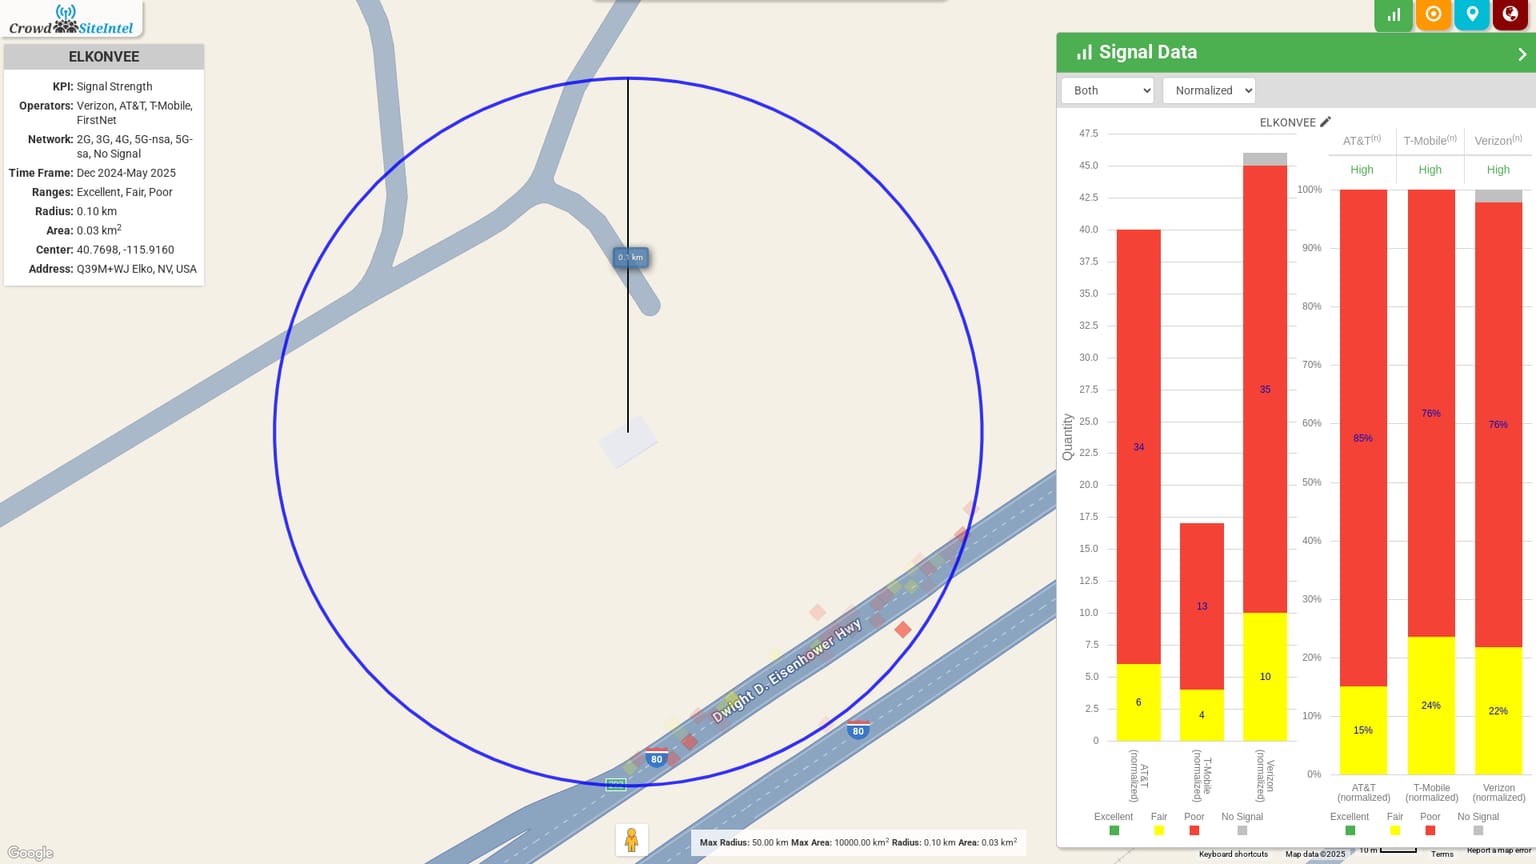 Crowd SiteIntel
ELKONVEE
KPI: Signal Strength
Operators: Verizon, AT&T, T-Mobile,
FirstNet
Network: 2G, 3G, 4G, 5G-nsa, 5G-
sa, No Signal
Time Frame: Dec 2024-May 2025
Ranges: Excellent, Fair, Poor
Radius: 0.10 km
Area: 0.03 km²
Center: 40.7698, -115.9160
Address: Q39M+WJ Elko, NV, USA
0.1 km
Dwight D. Eisenhower Hwy
80
80
Google
Max Radius: 50.00 km Max Area: 10000.00 km² Radius: 0.10 km Area: 0.03 km²
Signal Data
Both
Normalized
ELKONVEE
Quantity
47.5
45.0
42.5
40.0
37.5
35.0
32.5
30.0
27.5
25.0
22.5
20.0
17.5
15.0
12.5
10.0
7.5
5.0
2.5
0
34
6
13
4
35
10
AT&T (normalized)
T-Mobile (normalized)
Verizon (normalized)
Excellent Fair Poor No Signal
AT&T(n) T-Mobile(n) Verizon(n)
High High High
100%
90%
80%
70%
60%
50%
40%
30%
20%
10%
0%
85%
15%
76%
24%
76%
22%
AT&T (normalized)
T-Mobile (normalized)
Verizon (normalized)
Excellent Fair Poor No Signal
Keyboard shortcuts Map data ©2025 10 m Terms Report a map error